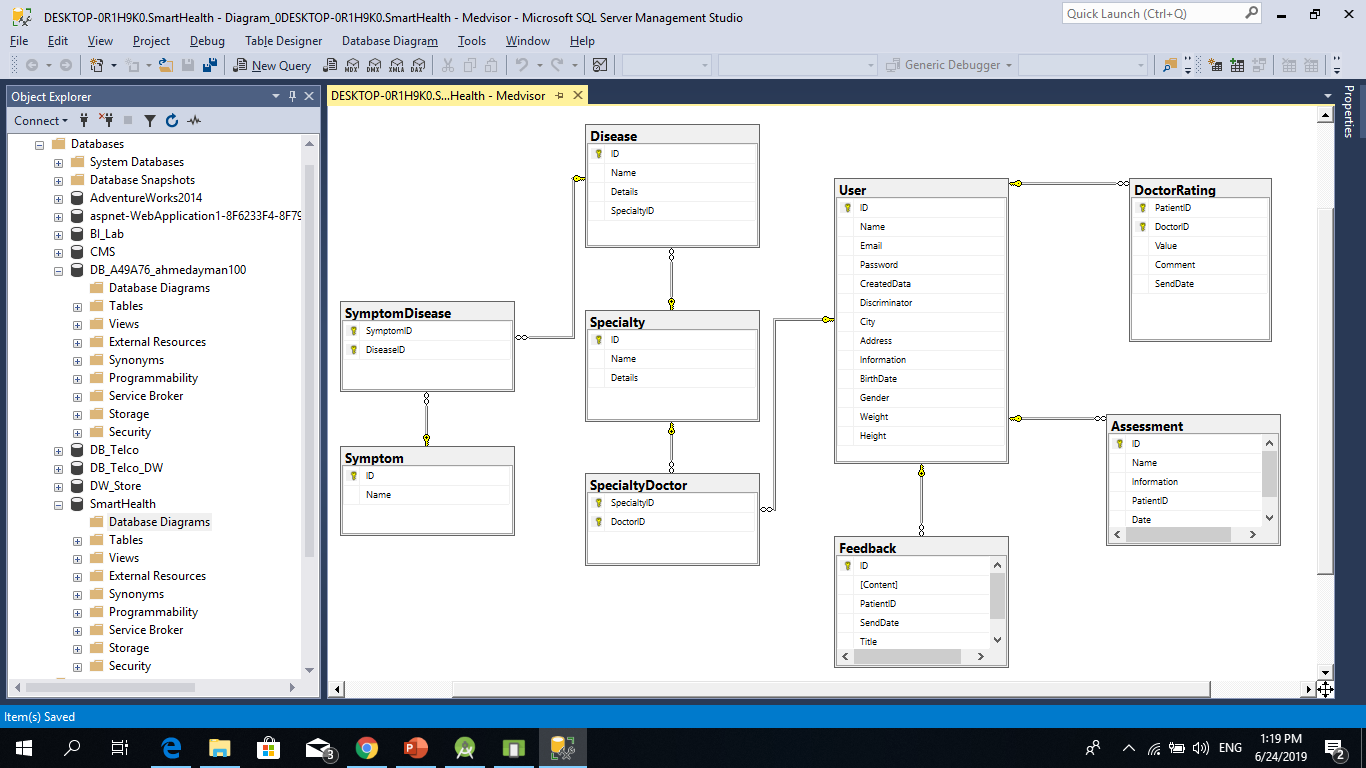 DESKTOP-0R1H9K0.SmartHealth - Diagram_0DESKTOP-0R1H9K0.SmartHealth - Medvisor - Microsoft SQL Server Management Studio
Quick Launch (Ctrl+Q)
File Edit View Project Debug Table Designer Database Diagram Tools Window Help
New Query MDX DMX XMLA DAX Generic Debugger
Object Explorer
Connect
Databases
System Databases
Database Snapshots
AdventureWorks2014
aspnet-WebApplication1-8F6233F4-8F79
BI_Lab
CMS
DB_A49A76_ahmedayman100
Database Diagrams
Tables
Views
External Resources
Synonyms
Programmability
Service Broker
Storage
Security
DB_Telco
DB_Telco_DW
DW_Store
SmartHealth
Database Diagrams
Tables
Views
External Resources
Synonyms
Programmability
Service Broker
Storage
Security
DESKTOP-0R1H9K0.S...Health - Medvisor
Properties
Disease
ID
Name
Details
SpecialtyID
SymptomDisease
SymptomID
DiseaseID
Symptom
ID
Name
Specialty
ID
Name
Details
SpecialtyDoctor
SpecialtyID
DoctorID
User
ID
Name
Email
Password
CreatedData
Discriminator
City
Address
Information
BirthDate
Gender
Weight
Height
Feedback
ID
[Content]
PatientID
SendDate
Title
DoctorRating
PatientID
DoctorID
Value
Comment
SendDate
Assessment
ID
Name
Information
PatientID
Date
Item(s) Saved
3
ENG
1:19 PM
6/24/2019
2